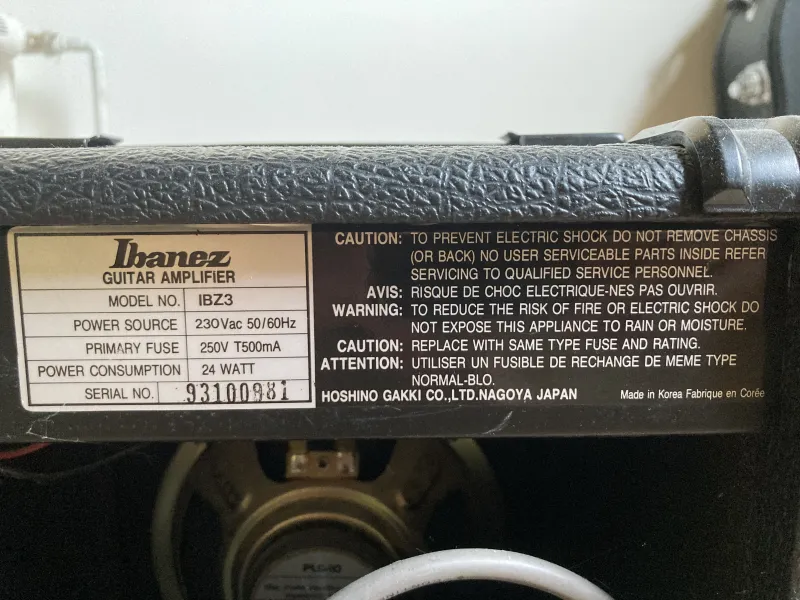 Ibanez
GUITAR AMPLIFIER
MODEL NO. IBZ3
POWER SOURCE 230Vac 50/60Hz
PRIMARY FUSE 250V T500mA
POWER CONSUMPTION 24 WATT
SERIAL NO. 93100981
CAUTION: TO PREVENT ELECTRIC SHOCK DO NOT REMOVE CHASSIS
(OR BACK) NO USER SERVICEABLE PARTS INSIDE REFER
SERVICING TO QUALIFIED SERVICE PERSONNEL.
AVIS: RISQUE DE CHOC ELECTRIQUE-NES PAS OUVRIR.
WARNING: TO REDUCE THE RISK OF FIRE OR ELECTRIC SHOCK DO
NOT EXPOSE THIS APPLIANCE TO RAIN OR MOISTURE.
CAUTION: REPLACE WITH SAME TYPE FUSE AND RATING.
ATTENTION: UTILISER UN FUSIBLE DE RECHANGE DE MEME TYPE
NORMAL-BLO.
HOSHINO GAKKI CO.,LTD.NAGOYA JAPAN Made in Korea Fabrique en Corée